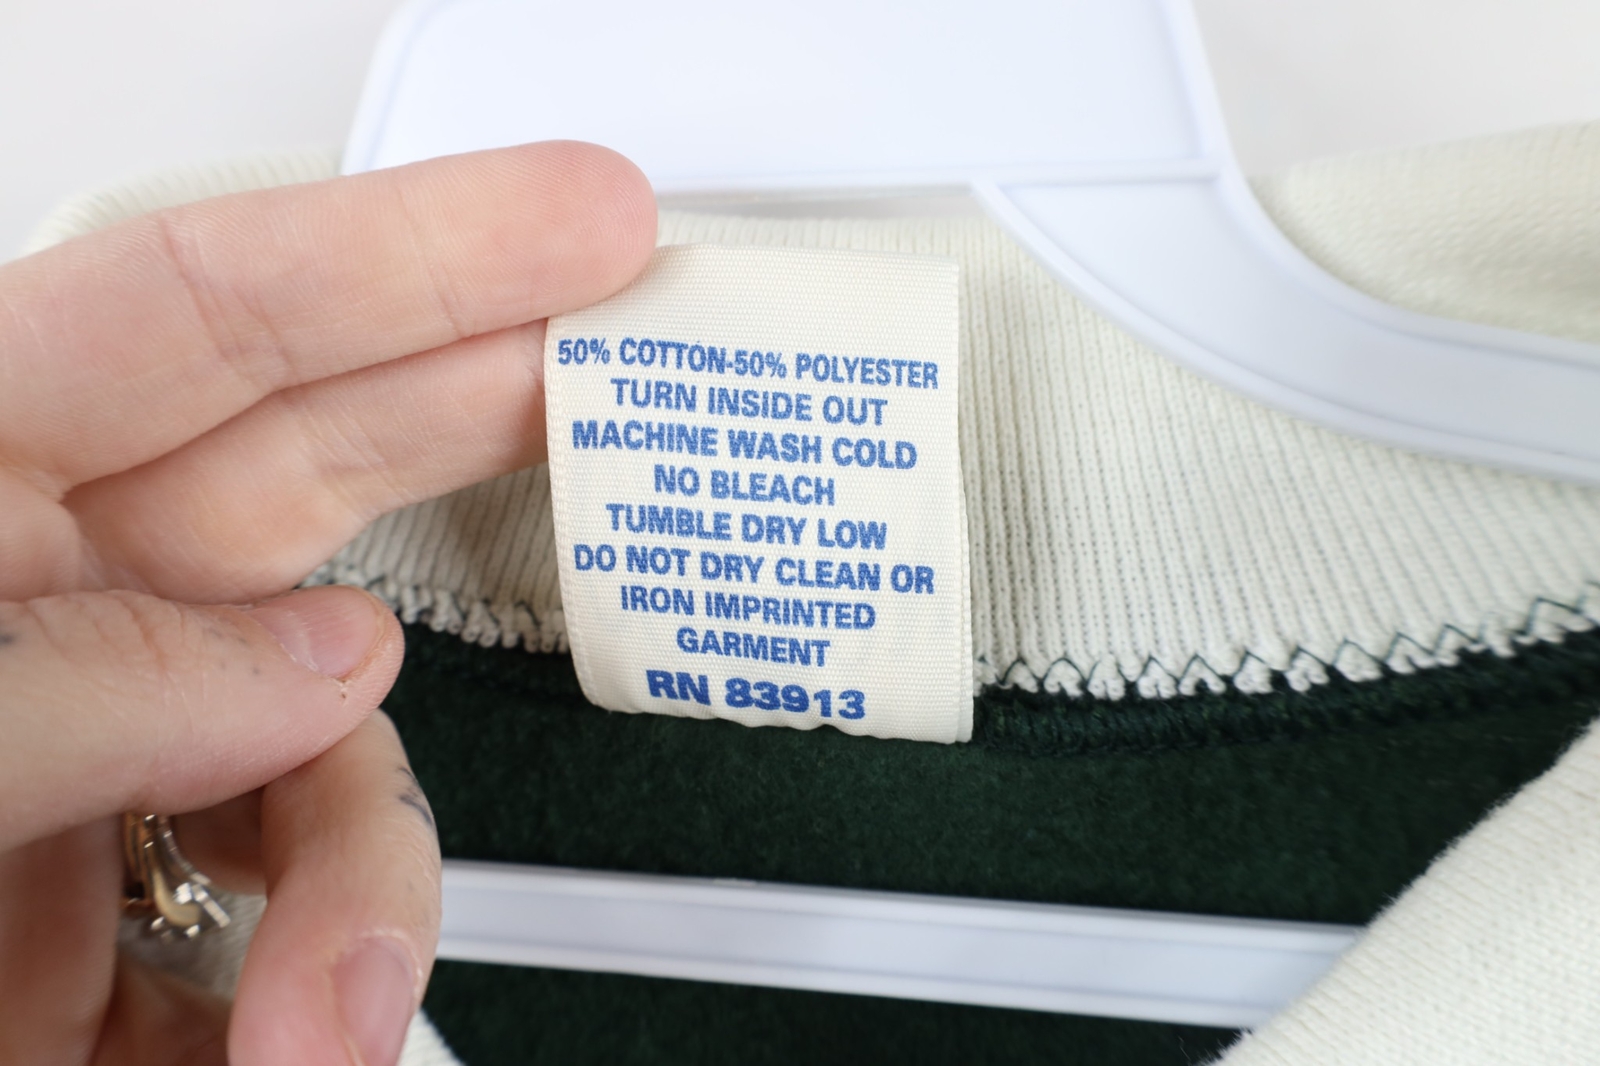 50% COTTON-50% POLYESTER
TURN INSIDE OUT
MACHINE WASH COLD
NO BLEACH
TUMBLE DRY LOW
DO NOT DRY CLEAN OR
IRON IMPRINTED
GARMENT
RN 83913